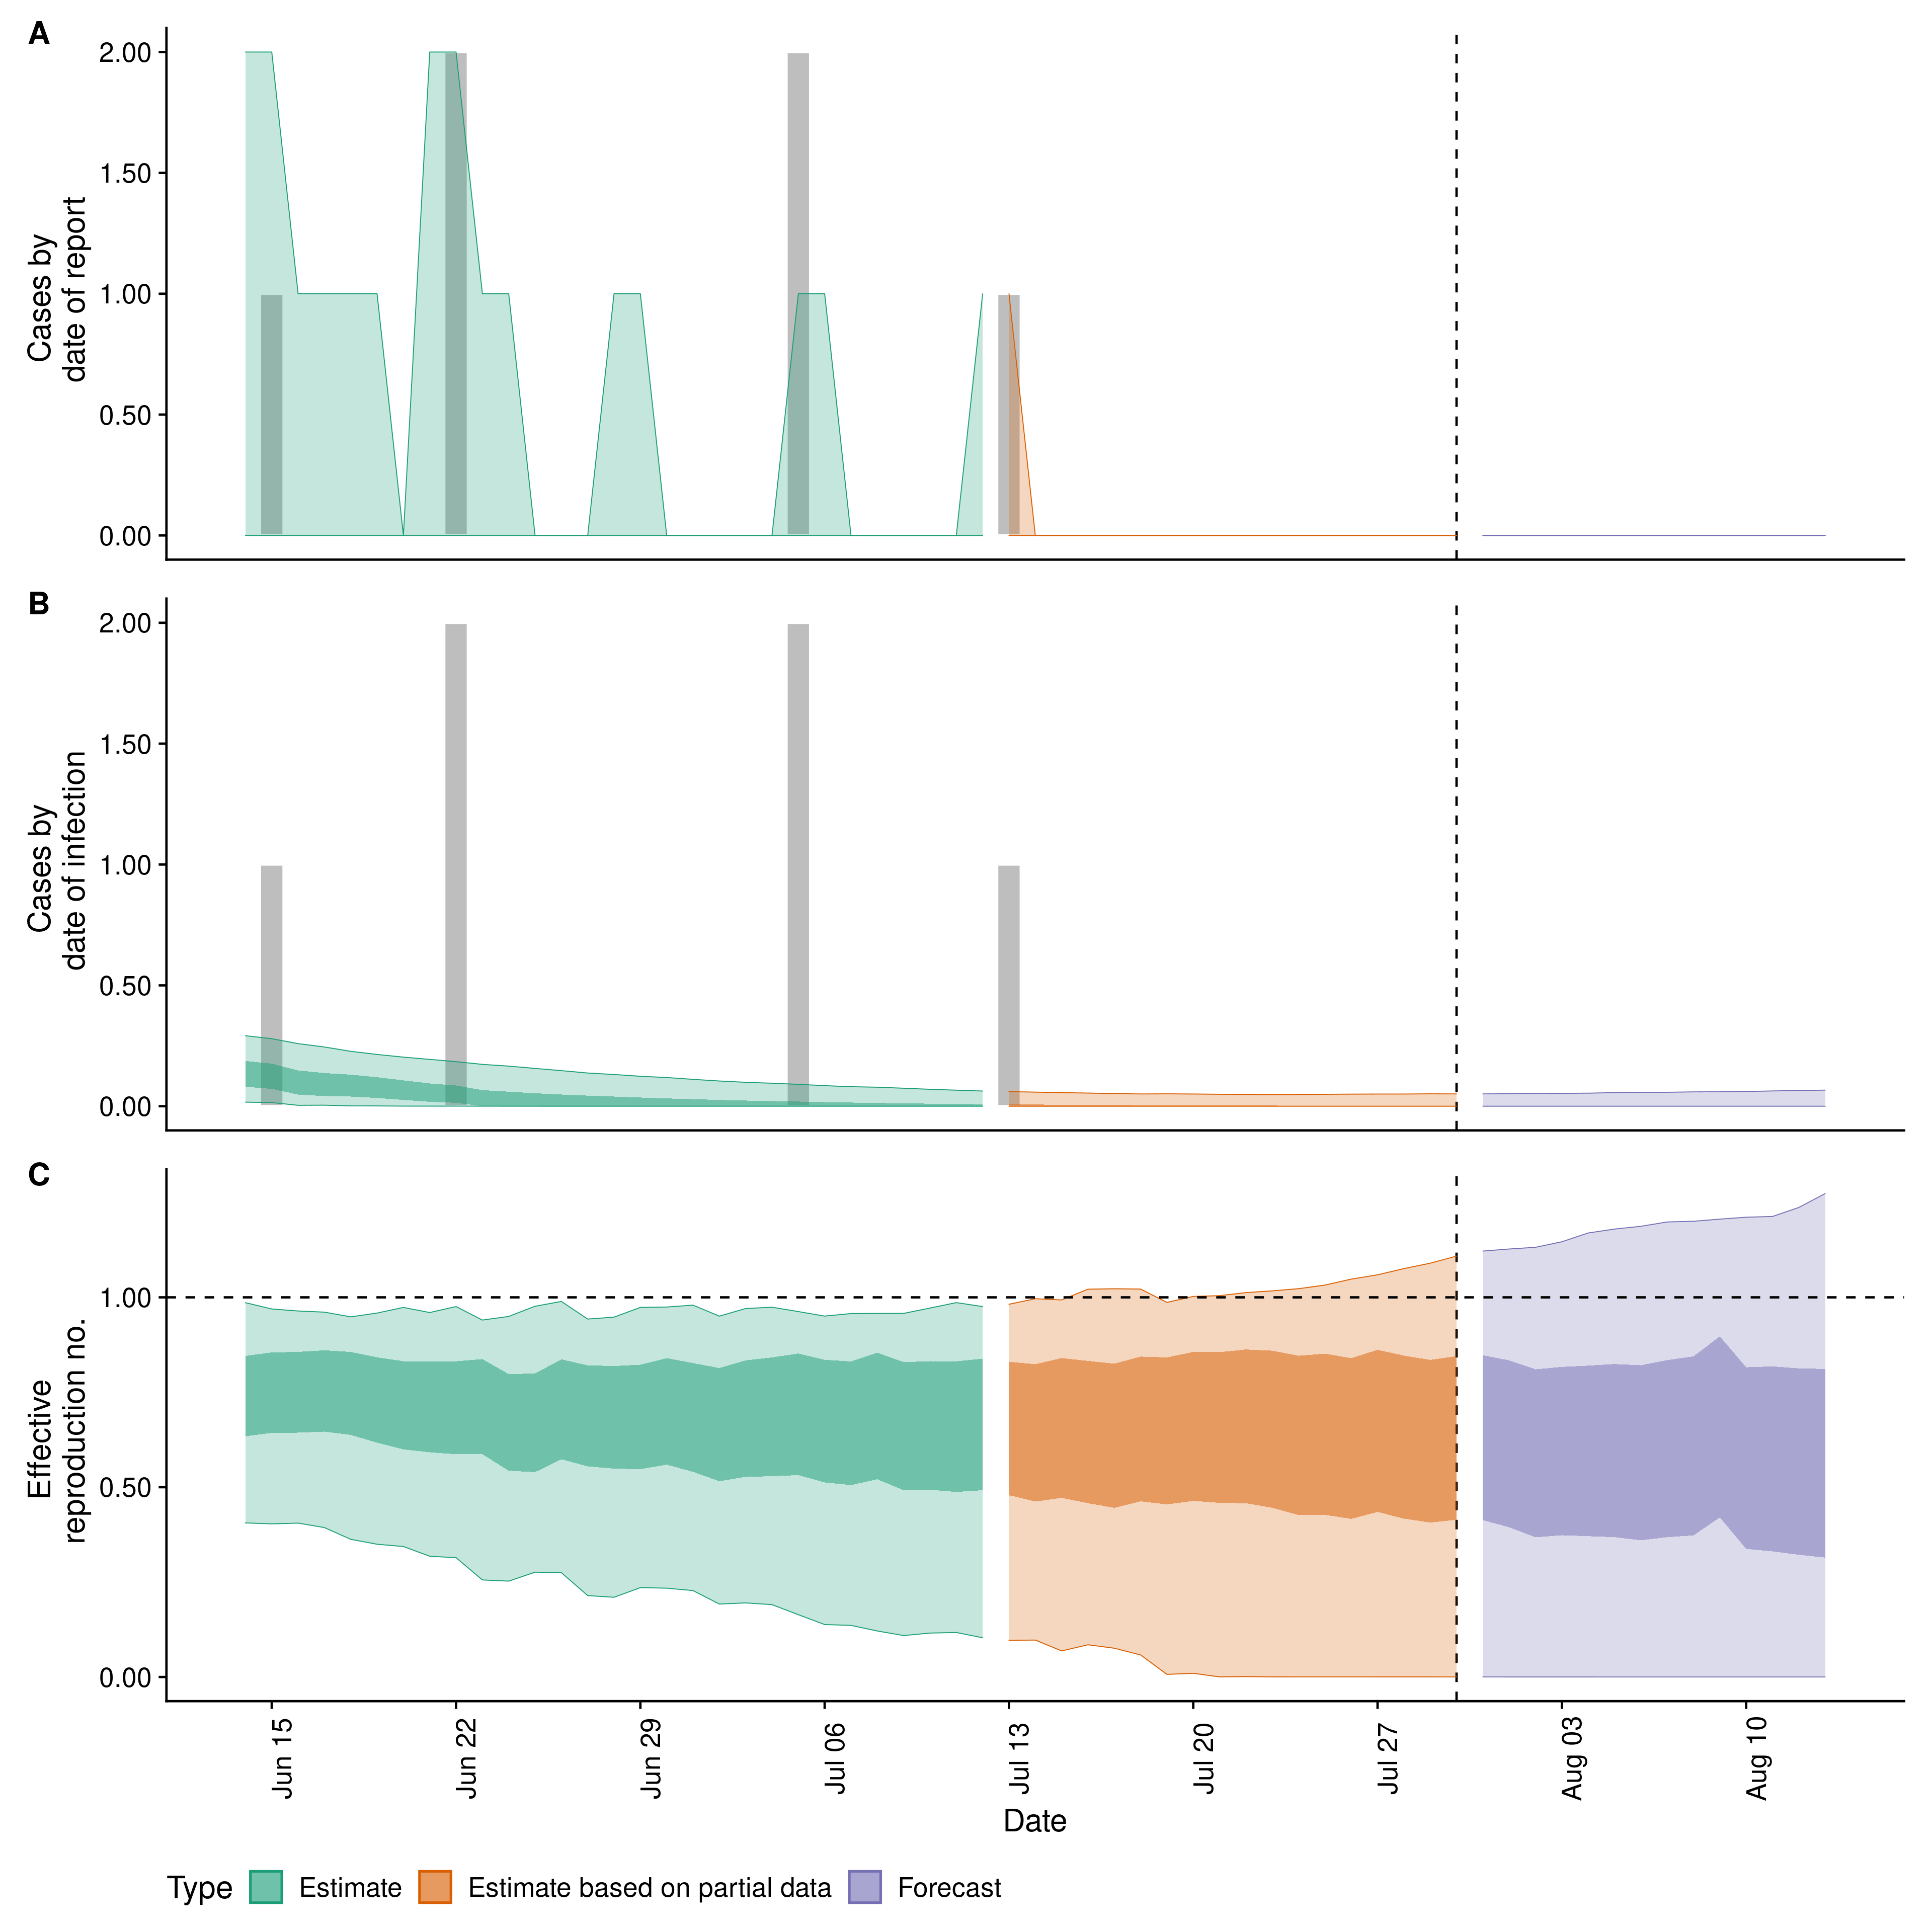 A
2.00
1.50
1.00
0.50
0.00
Cases by
date of report
B
2.00
1.50
1.00
0.50
0.00
Cases by
date of infection
C
1.00
0.50
0.00
Effective
reproduction no.
Jun 15
Jun 22
Jun 29
Jul 06
Jul 13
Jul 20
Jul 27
Aug 03
Aug 10
Date
Type Estimate Estimate based on partial data Forecast